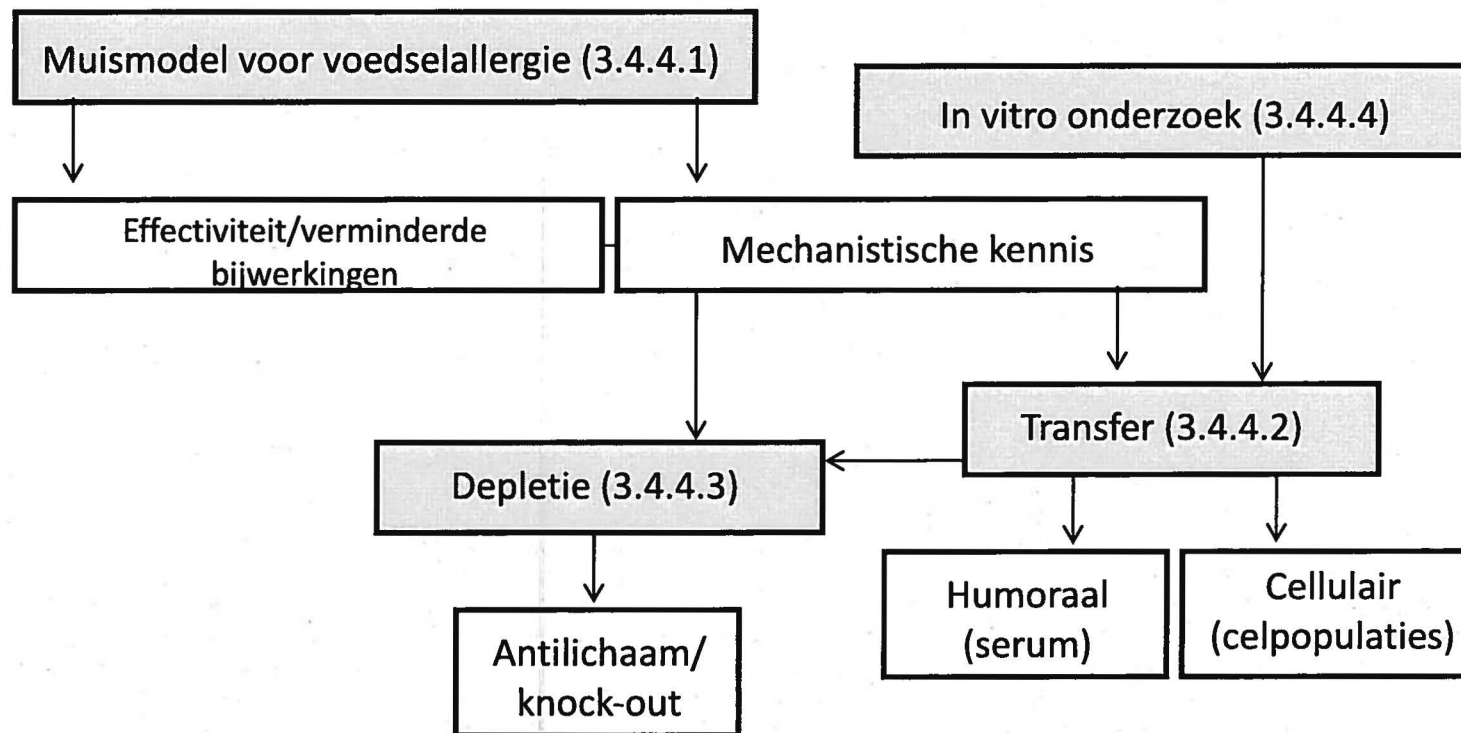 Muismodel voor voedselallergie (3.4.4.1)
In vitro onderzoek (3.4.4.4)
Effectiviteit/verminderde
bijwerkingen
Mechanistische kennis
Transfer (3.4.4.2)
Depletie (3.4.4.3)
Humoraal
(serum)
Cellulair
(celpopulaties)
Antilichaam/
knock-out